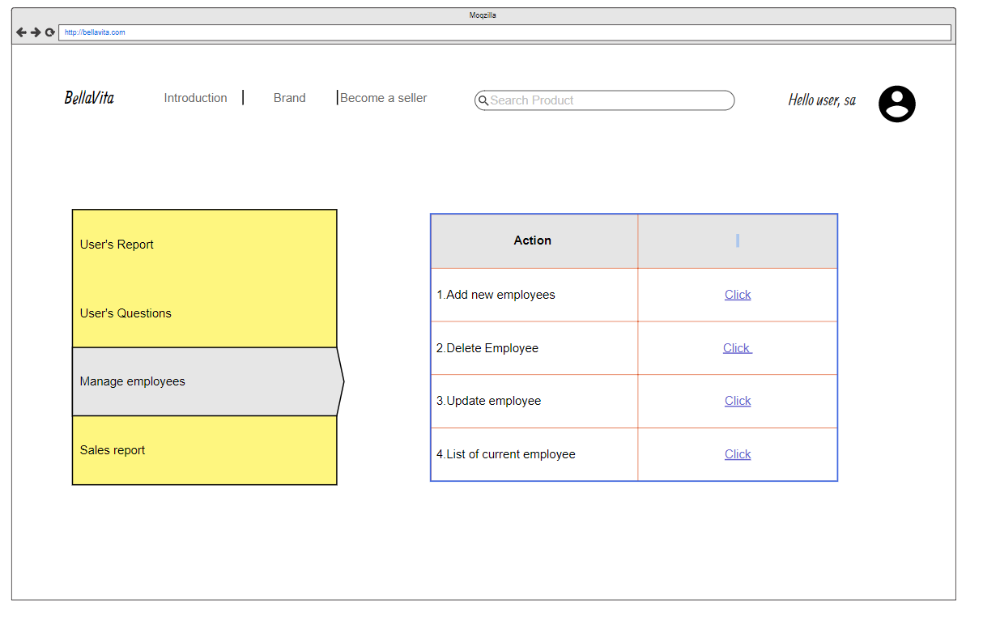 Moqzilla
http://bellavita.com
BellaVita
Introduction
Brand
Become a seller
Search Product
Hello user, sa
User's Report
User's Questions
Manage employees
Sales report
Action
1.Add new employees Click
2.Delete Employee Click
3.Update employee Click
4.List of current employee Click